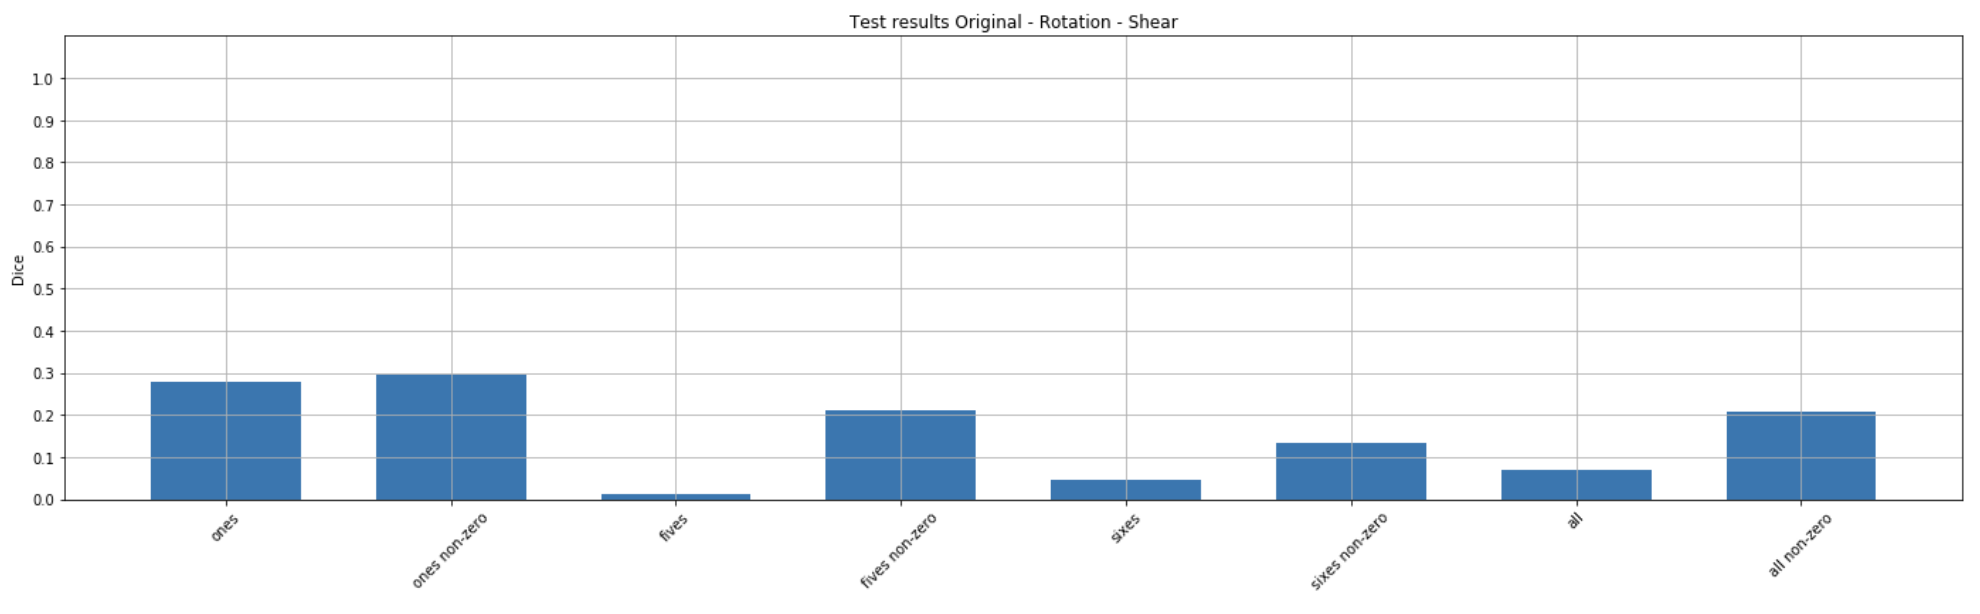 Test results Original - Rotation - Shear
1.0
0.9
0.8
0.7
0.6
0.5
0.4
0.3
0.2
0.1
0.0
Dice
ones
ones non-zero
fives
fives non-zero
sixes
sixes non-zero
all
all non-zero